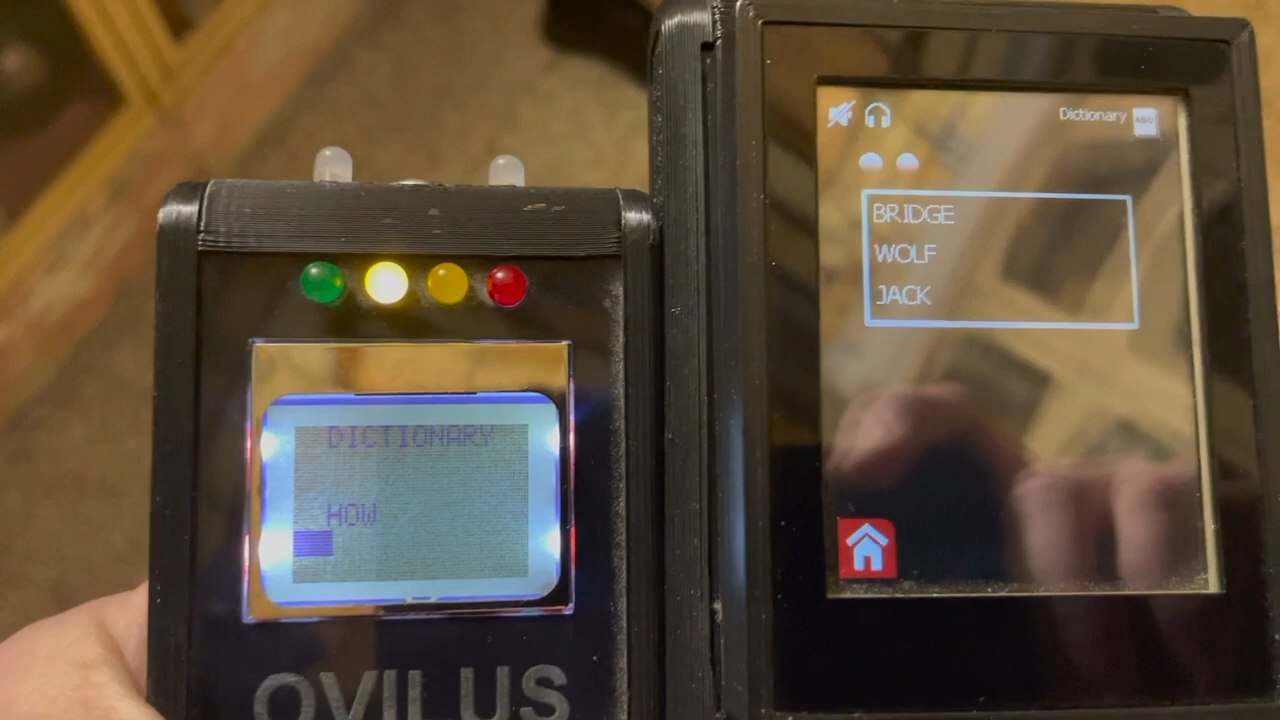 DICTIONARY
HOW
OVILUS
Dictionary
BRIDGE
WOLF
JACK